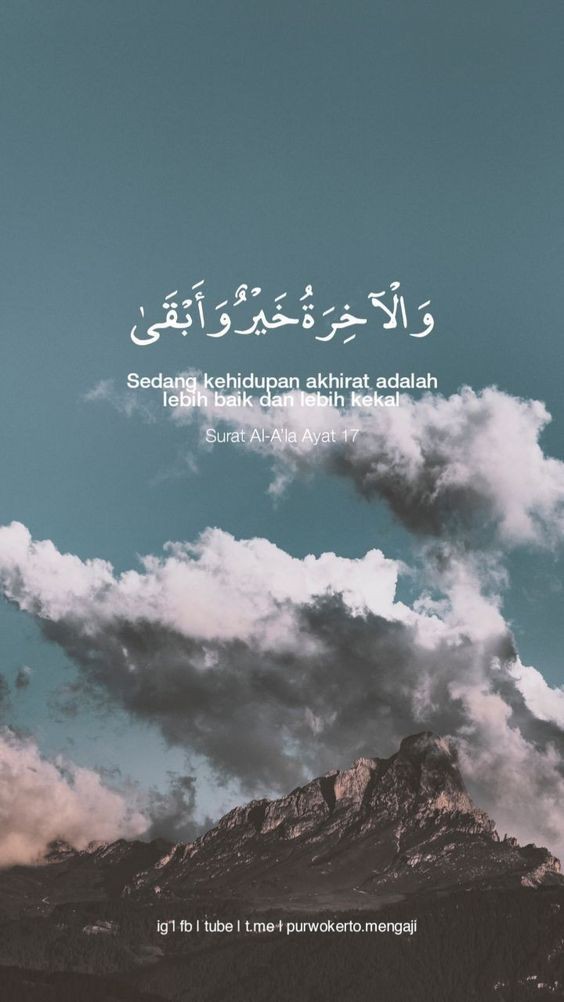 وَالْآخِرَةُ خَيْرٌ وَأَبْقَىٰ
Sedang kehidupan akhirat adalah
lebih baik dan lebih kekal
Surat Al-A'la Ayat 17
ig | fb | tube | t.me | purwokerto.mengaji